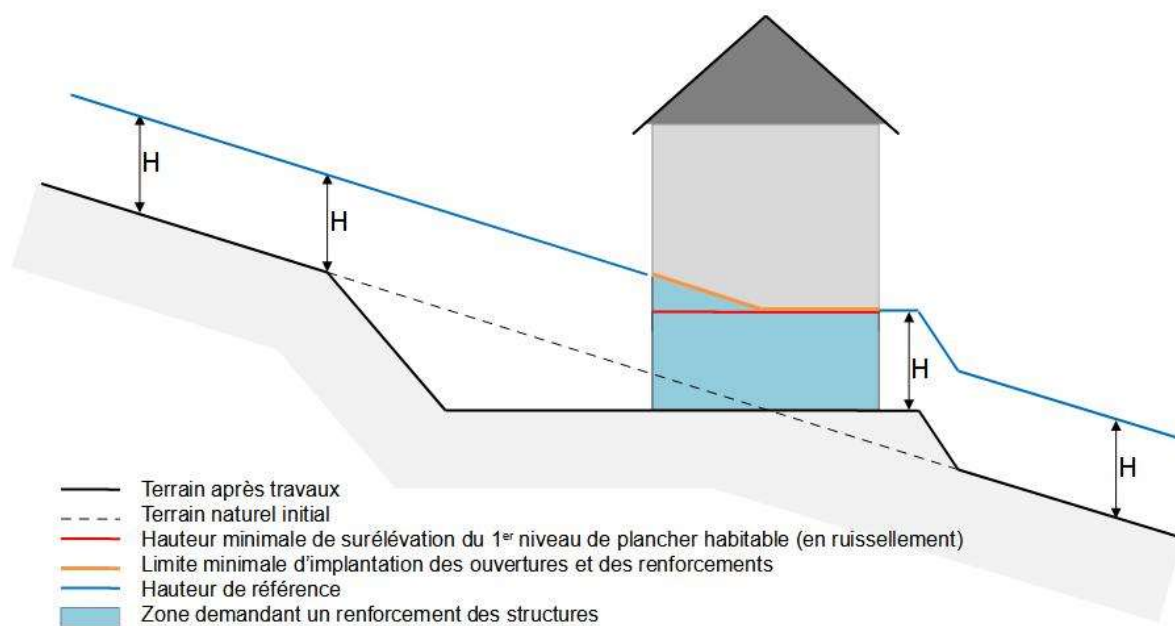 H
H
H
H
Terrain après travaux
Terrain naturel initial
Hauteur minimale de surélévation du 1er niveau de plancher habitable (en ruissellement)
Limite minimale d'implantation des ouvertures et des renforcements
Hauteur de référence
Zone demandant un renforcement des structures